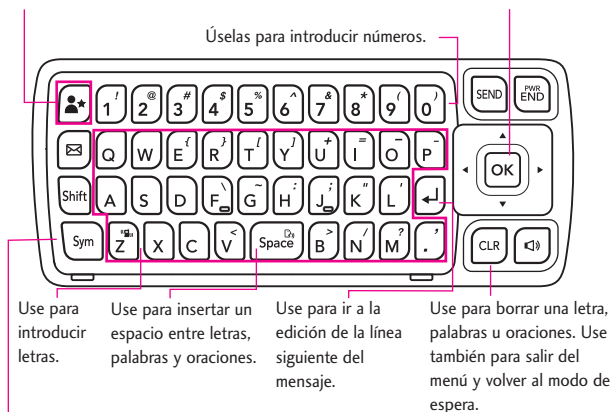 Úselas para introducir números.
! @ # $ % ^ & * ( )
1 2 3 4 5 6 7 8 9 0
SEND PWR END
{ } [ ] + = _ -
Q W E R T Y U I O P
OK
\ ~ : ; " '
Shift A S D F G H J K L
< > / ? ,
Sym Z X C V Space B N M .
CLR
Use para introducir letras.
Use para insertar un espacio entre letras, palabras y oraciones.
Use para ir a la edición de la línea siguiente del mensaje.
Use para borrar una letra, palabras u oraciones. Use también para salir del menú y volver al modo de espera.